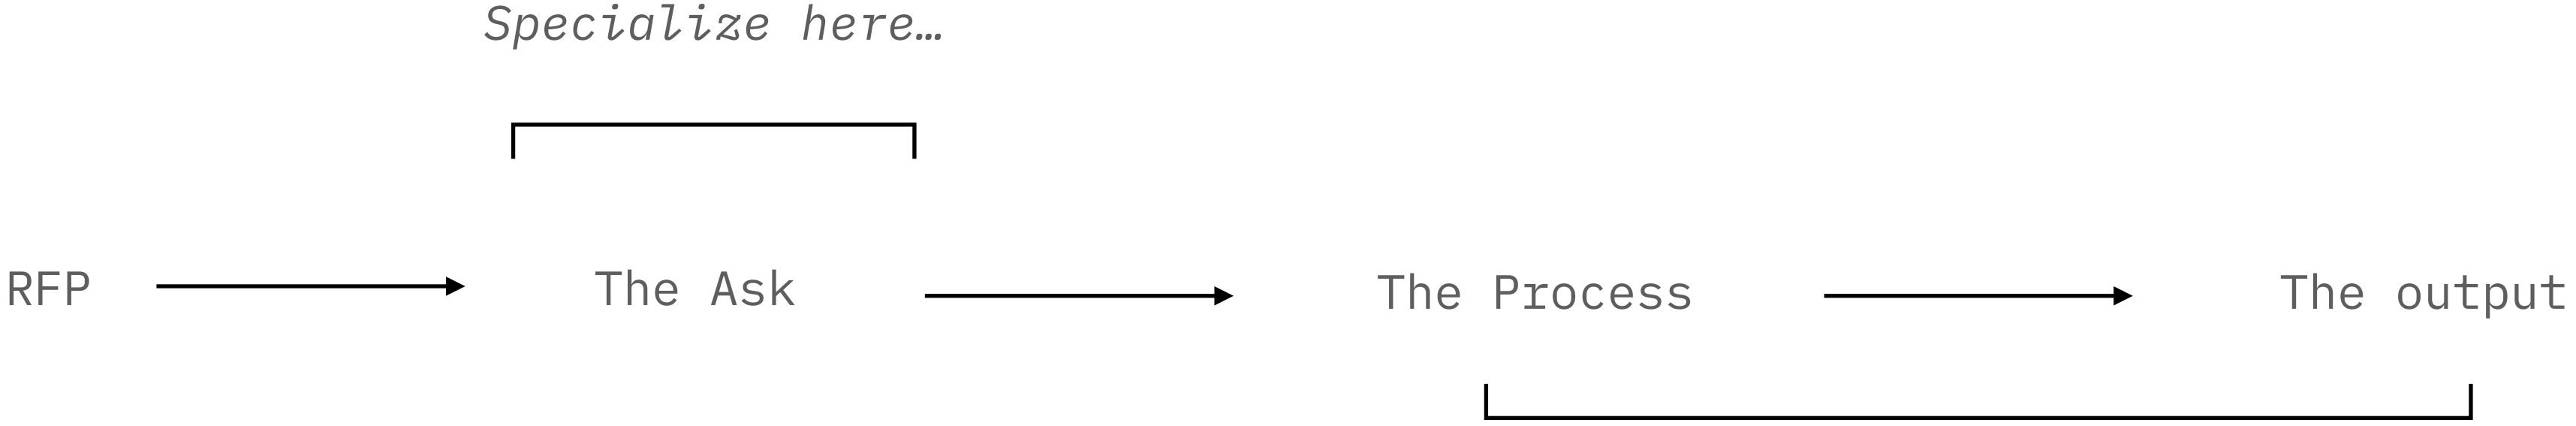 Specialize here…
RFP
The Ask
The Process
The output